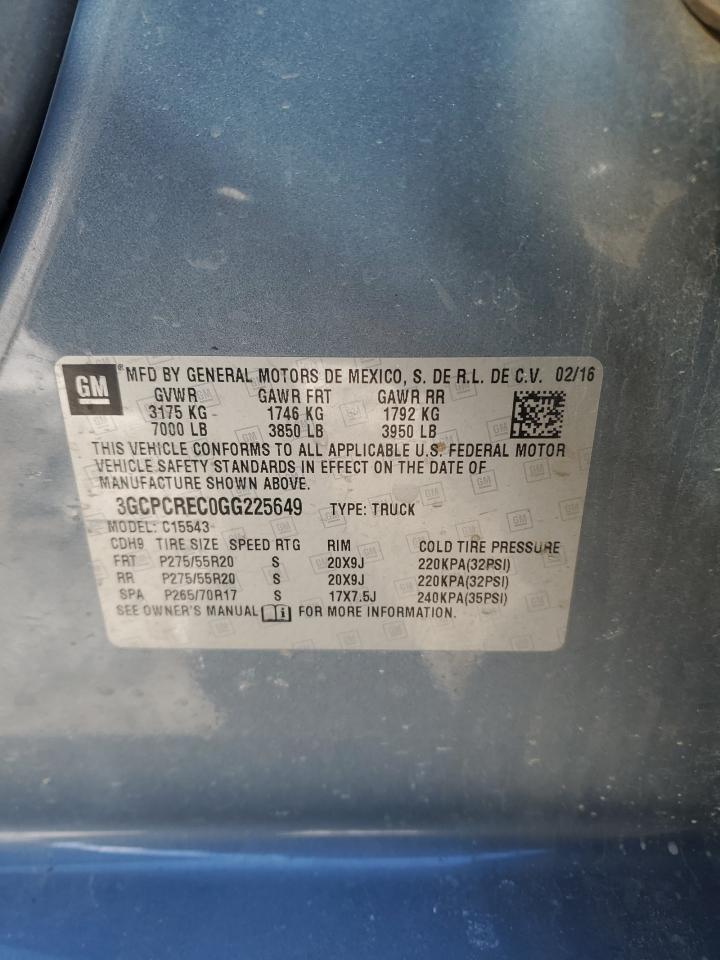 GM ® MFD BY GENERAL MOTORS DE MEXICO, S. DE R.L. DE C.V. 02/16
GVWR GAWR FRT GAWR RR
3175 KG 1746 KG 1792 KG
7000 LB 3850 LB 3950 LB
THIS VEHICLE CONFORMS TO ALL APPLICABLE U.S. FEDERAL MOTOR
VEHICLE SAFETY STANDARDS IN EFFECT ON THE DATE OF
MANUFACTURE SHOWN ABOVE.
3GCPCREC0GG225649 TYPE: TRUCK
MODEL: C15543
CDH9 TIRE SIZE SPEED RTG RIM COLD TIRE PRESSURE
FRT P275/55R20 S 20X9J 220KPA(32PSI)
RR P275/55R20 S 20X9J 220KPA(32PSI)
SPA P265/70R17 S 17X7.5J 240KPA(35PSI)
SEE OWNER'S MANUAL i FOR MORE INFORMATION.